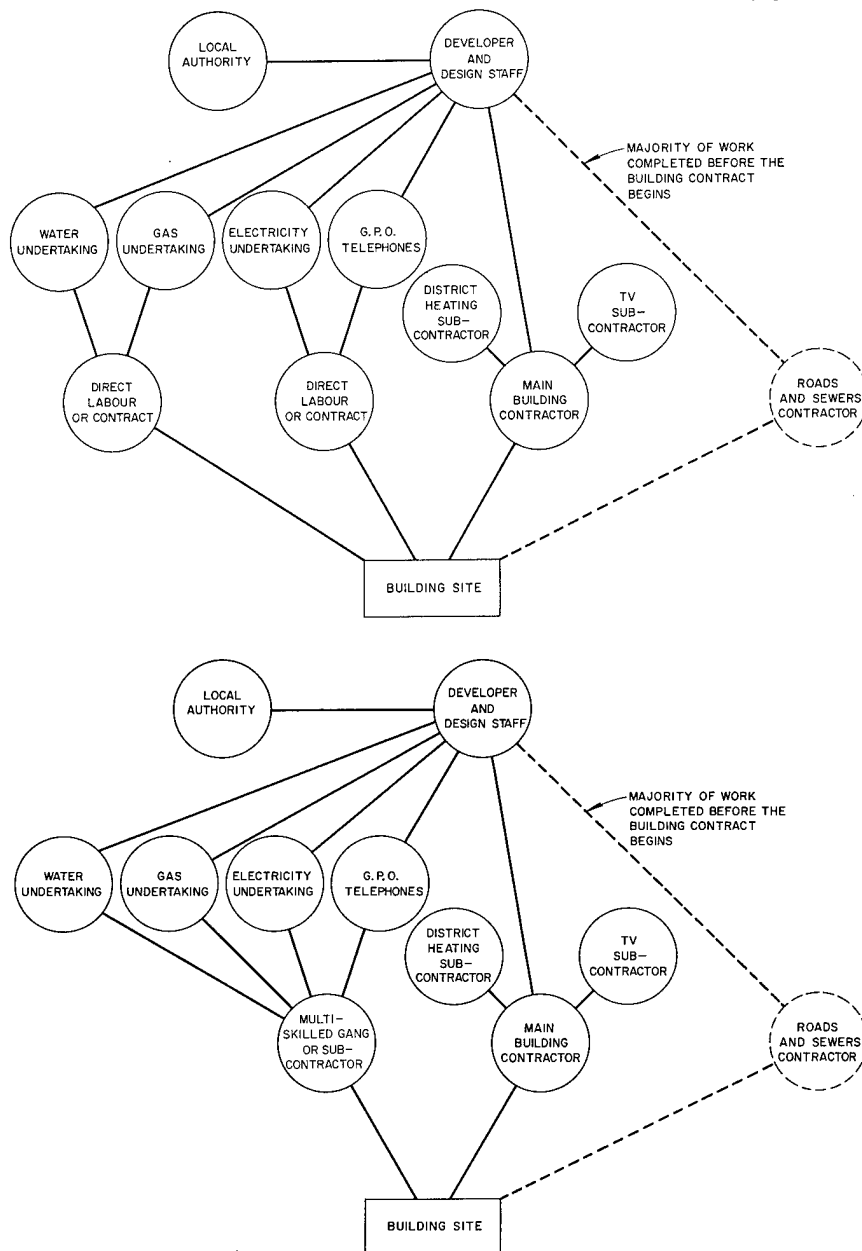 LOCAL
AUTHORITY
DEVELOPER
AND
DESIGN STAFF
MAJORITY OF WORK
COMPLETED BEFORE THE
BUILDING CONTRACT
BEGINS
WATER
UNDERTAKING
GAS
UNDERTAKING
ELECTRICITY
UNDERTAKING
G.P.O.
TELEPHONES
DISTRICT
HEATING
SUB-
CONTRACTOR
TV
SUB-
CONTRACTOR
DIRECT
LABOUR
OR CONTRACT
DIRECT
LABOUR
OR CONTRACT
MAIN
BUILDING
CONTRACTOR
ROADS
AND SEWERS
CONTRACTOR
BUILDING SITE
LOCAL
AUTHORITY
DEVELOPER
AND
DESIGN STAFF
MAJORITY OF WORK
COMPLETED BEFORE THE
BUILDING CONTRACT
BEGINS
WATER
UNDERTAKING
GAS
UNDERTAKING
ELECTRICITY
UNDERTAKING
G.P.O.
TELEPHONES
DISTRICT
HEATING
SUB-
CONTRACTOR
TV
SUB-
CONTRACTOR
MULTI-
SKILLED GANG
OR SUB-
CONTRACTOR
MAIN
BUILDING
CONTRACTOR
ROADS
AND SEWERS
CONTRACTOR
BUILDING SITE